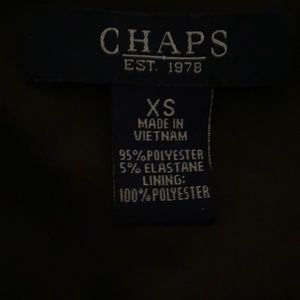 CHAPS
EST. 1978
XS
MADE IN
VIETNAM
95% POLYESTER
5% ELASTANE
LINING:
100% POLYESTER